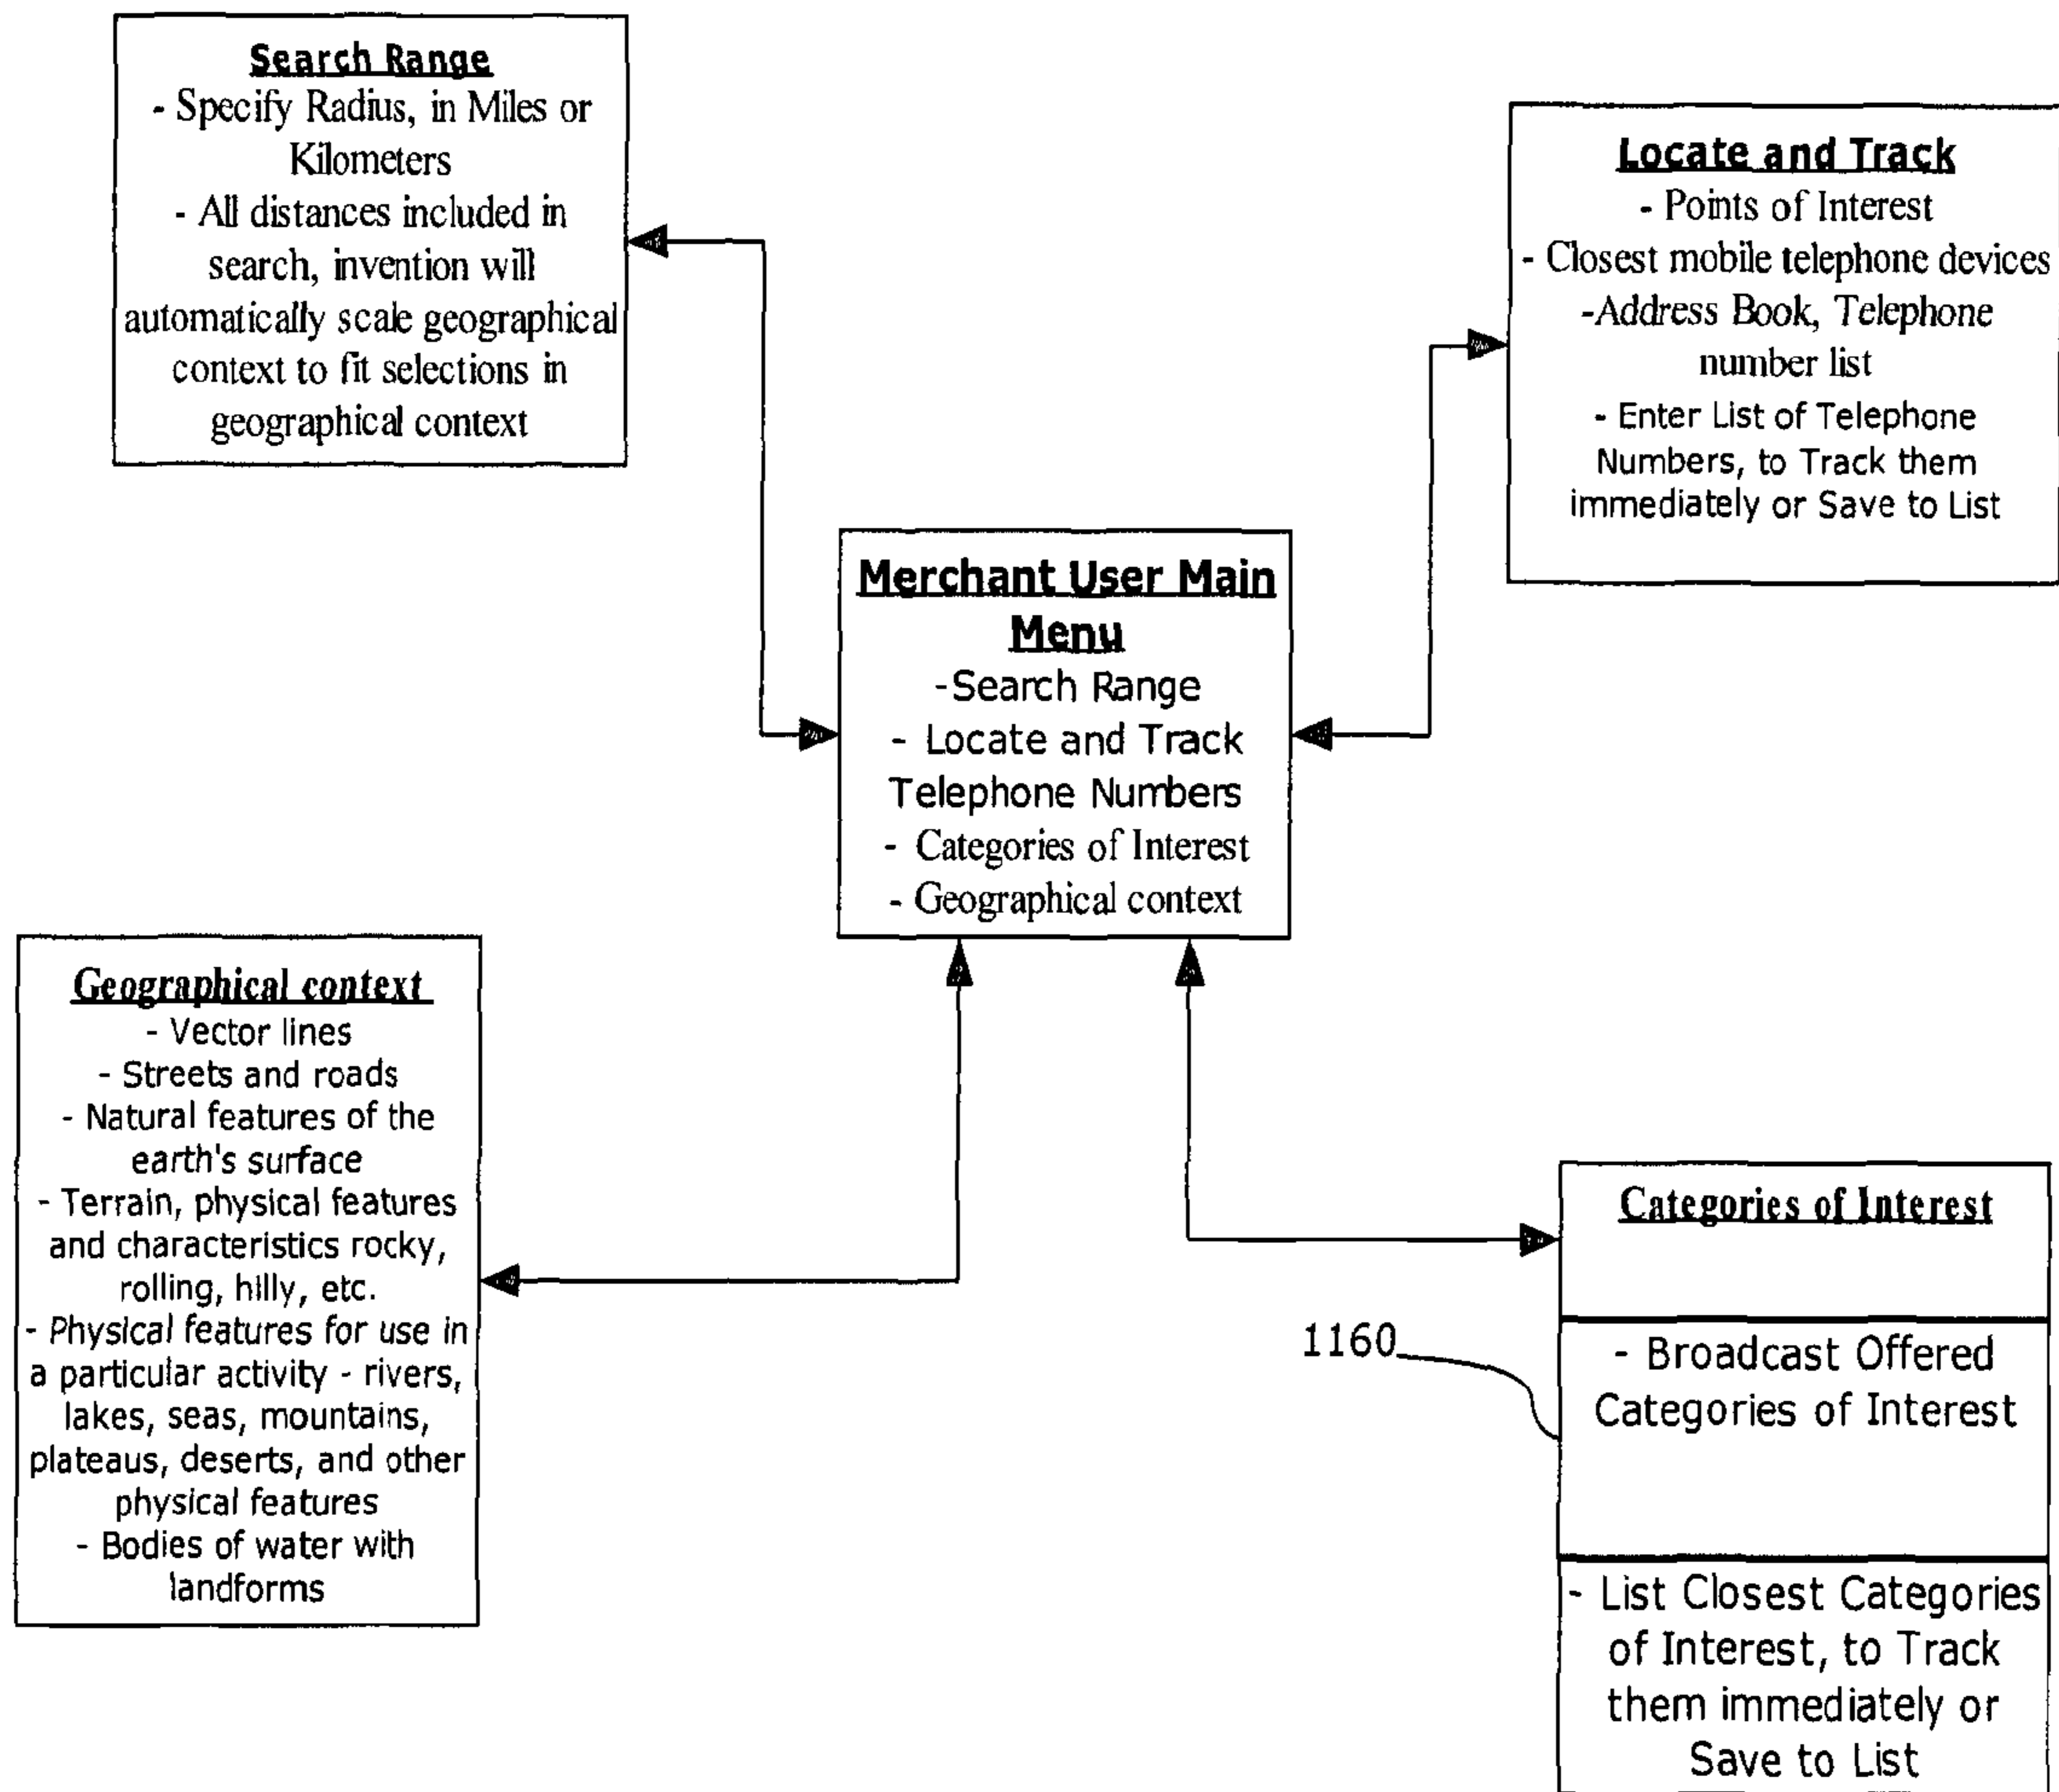 Search Range
- Specify Radius, in Miles or
Kilometers
- All distances included in
search, invention will
automatically scale geographical
context to fit selections in
geographical context
Locate and Track
- Points of Interest
- Closest mobile telephone devices
-Address Book, Telephone
number list
- Enter List of Telephone
Numbers, to Track them
immediately or Save to List
Merchant User Main
Menu
-Search Range
- Locate and Track
Telephone Numbers
- Categories of Interest
- Geographical context
Geographical context
- Vector lines
- Streets and roads
- Natural features of the
earth's surface
- Terrain, physical features
and characteristics rocky,
rolling, hilly, etc.
- Physical features for use in
a particular activity - rivers,
lakes, seas, mountains,
plateaus, deserts, and other
physical features
- Bodies of water with
landforms
Categories of Interest
1160
- Broadcast Offered
Categories of Interest
- List Closest Categories
of Interest, to Track
them immediately or
Save to List